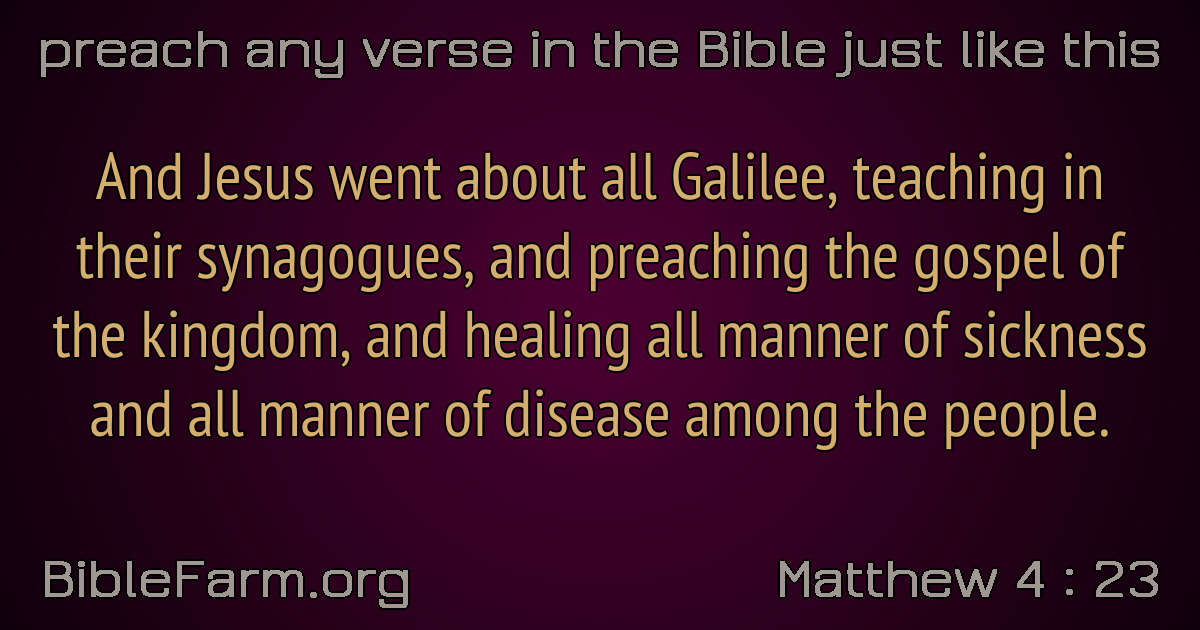 preach any verse in the Bible just like this
And Jesus went about all Galilee, teaching in
their synagogues, and preaching the gospel of
the kingdom, and healing all manner of sickness
and all manner of disease among the people.
BibleFarm.org
Matthew 4 : 23